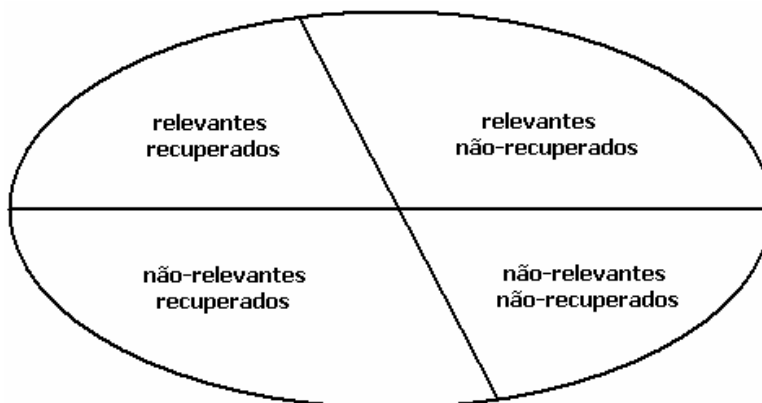 relevantes
recuperados
relevantes
não-recuperados
não-relevantes
recuperados
não-relevantes
não-recuperados